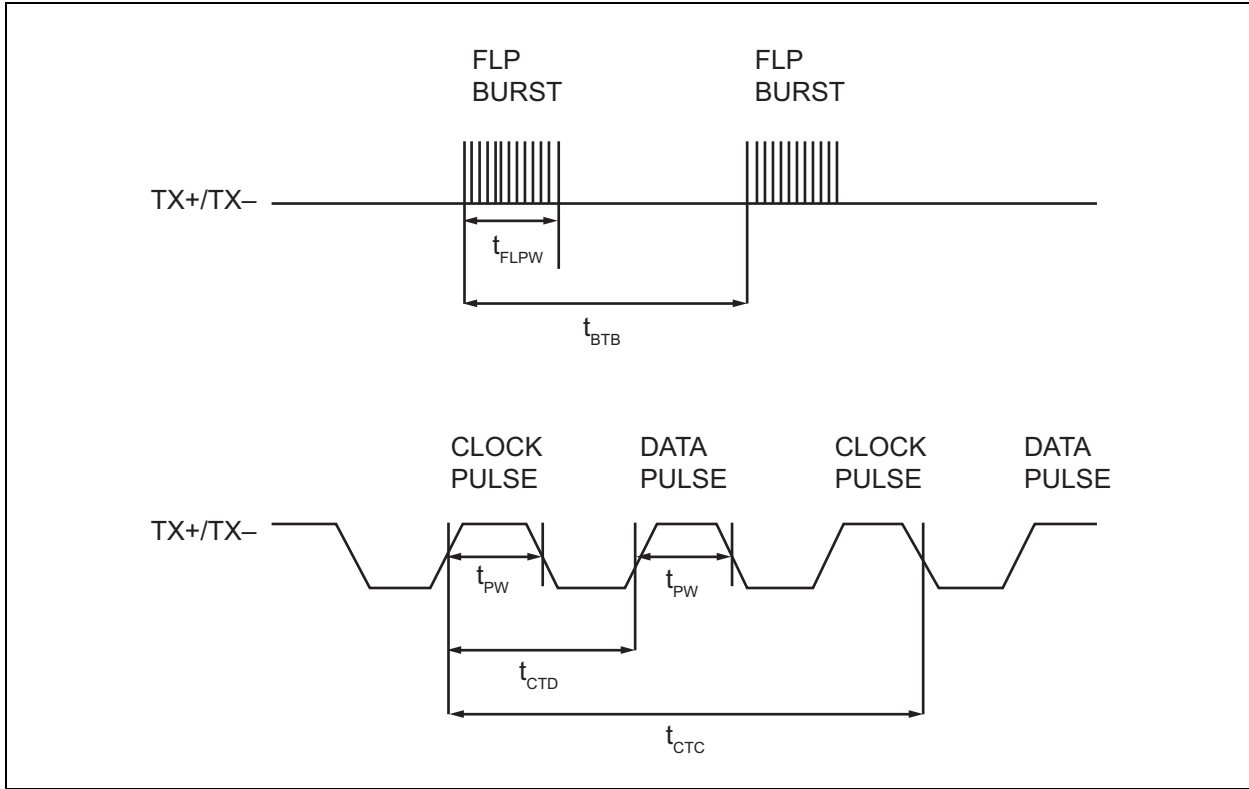 FLP
BURST
FLP
BURST
TX+/TX–
tFLPW
tBTB
CLOCK
PULSE
DATA
PULSE
CLOCK
PULSE
DATA
PULSE
TX+/TX–
tPW
tPW
tCTD
tCTC